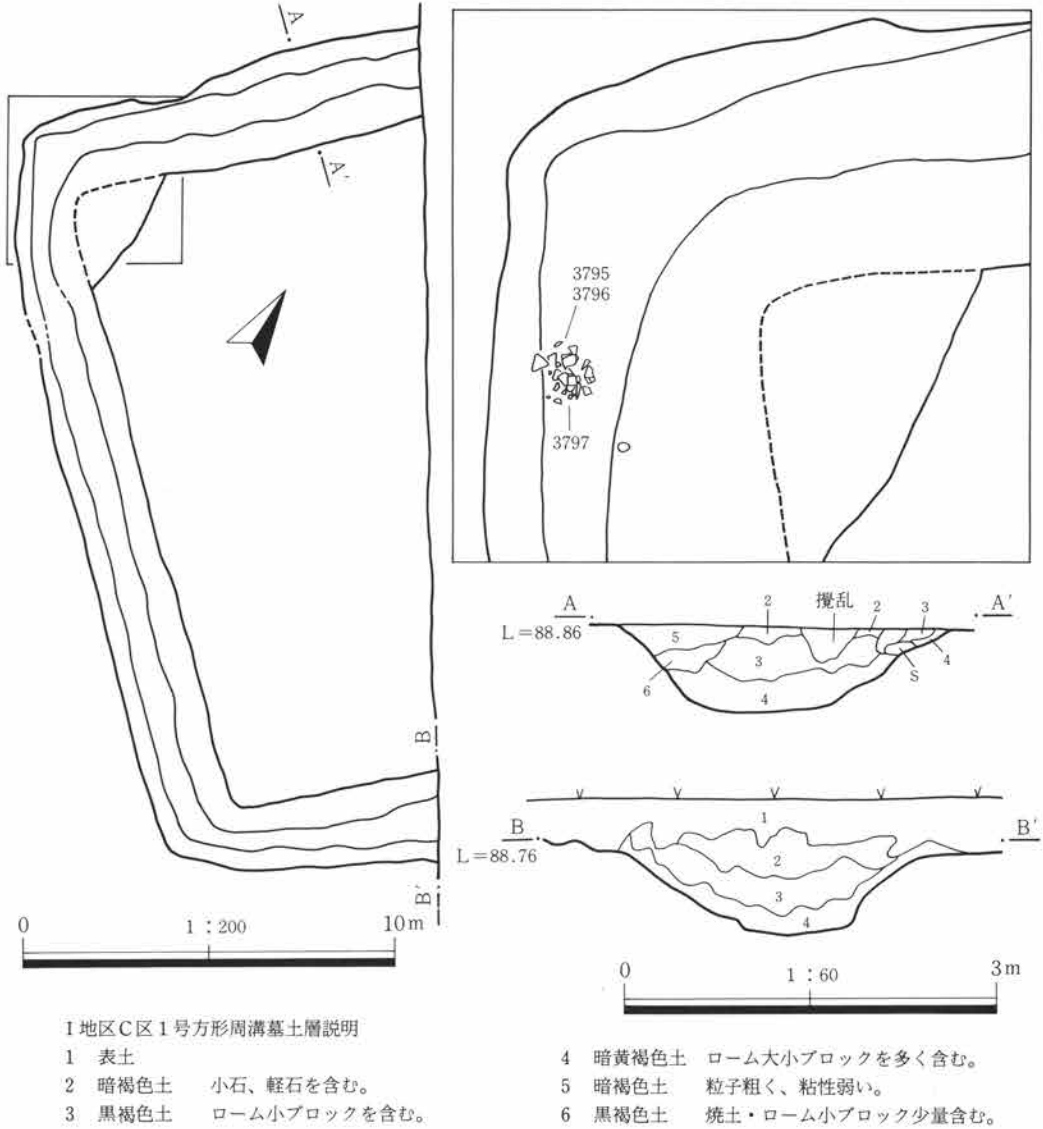 A
A'
3795
3796
3797
A
2
攪乱
2
3
A'
L=88.86
5
3
4
6
S
4
B
1
B
B'
L=88.76
2
3
4
B'
0 1：200 10m
0 1：60 3m
I地区C区1号方形周溝墓土層説明
1 表土
2 暗褐色土 小石、軽石を含む。
3 黒褐色土 ローム小ブロックを含む。
4 暗黄褐色土 ローム大小ブロックを多く含む。
5 暗褐色土 粒子粗く、粘性弱い。
6 黒褐色土 焼土・ローム小ブロック少量含む。